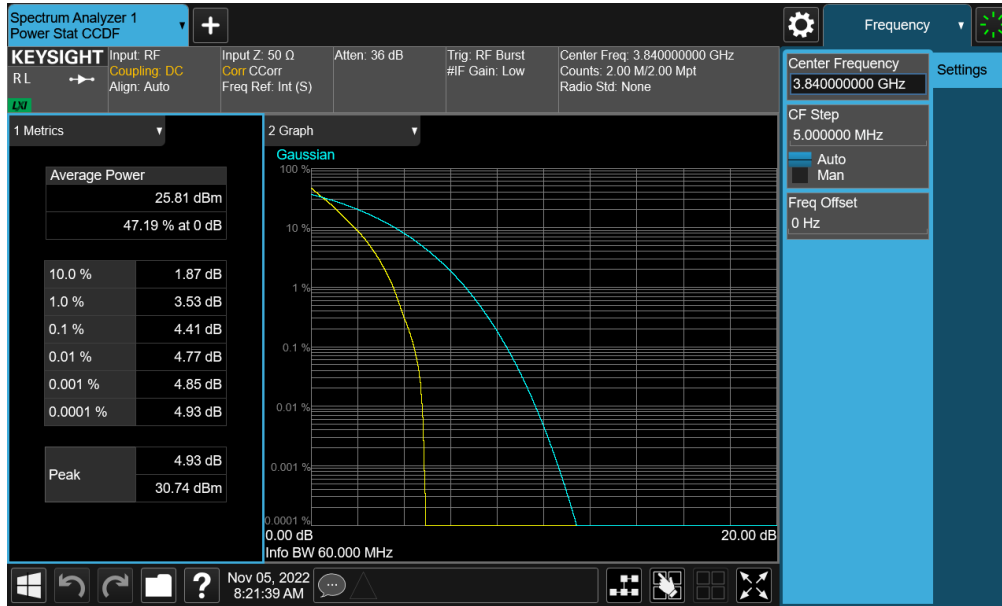 Spectrum Analyzer 1
Power Stat CCDF
Frequency
KEYSIGHT
R L
LXI
Input: RF
Coupling: DC
Align: Auto
Input Z: 50 Ω
Corr CCorr
Freq Ref: Int (S)
Atten: 36 dB
Trig: RF Burst
#IF Gain: Low
Center Freq: 3.840000000 GHz
Counts: 2.00 M/2.00 Mpt
Radio Std: None
Center Frequency
3.840000000 GHz
Settings
CF Step
5.000000 MHz
Auto
Man
Freq Offset
0 Hz
1 Metrics
Average Power
25.81 dBm
47.19 % at 0 dB
10.0 % 1.87 dB
1.0 % 3.53 dB
0.1 % 4.41 dB
0.01 % 4.77 dB
0.001 % 4.85 dB
0.0001 % 4.93 dB
Peak
4.93 dB
30.74 dBm
2 Graph
Gaussian
100 %
10 %
1 %
0.1 %
0.01 %
0.001 %
0.0001 %
0.00 dB 20.00 dB
Info BW 60.000 MHz
? Nov 05, 2022
8:21:39 AM